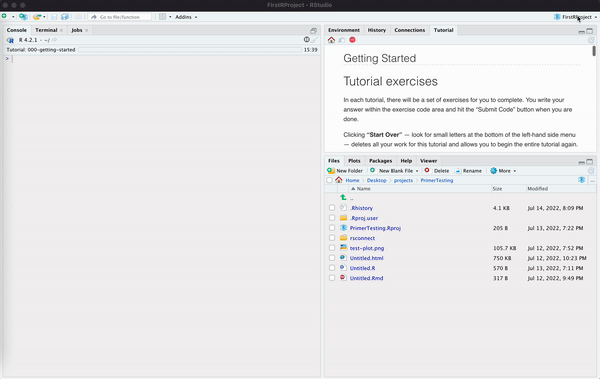 FirstRProject - RStudio
Go to file/function
Addins
FirstRProject
Console Terminal Jobs
R 4.2.1 · ~/
Tutorial: 000-getting-started 15:39
>
Environment History Connections Tutorial
Getting Started
Tutorial exercises
In each tutorial, there will be a set of exercises for you to complete. You write your
answer within the exercise code area and hit the “Submit Code” button when you are
done.
Clicking “Start Over” — look for small letters at the bottom of the left-hand side menu
— deletes all your work for this tutorial and allows you to begin the entire tutorial again.
Files Plots Packages Help Viewer
New Folder New Blank File Delete Rename More
Home Desktop projects PrimerTesting ...
Name Size Modified
..
.Rhistory 4.1 KB Jul 14, 2022, 8:09 PM
.Rproj.user
PrimerTesting.Rproj 205 B Jul 13, 2022, 7:22 PM
rsconnect
test-plot.png 105.7 KB Jul 12, 2022, 7:52 PM
Untitled.html 750 KB Jul 12, 2022, 10:23 PM
Untitled.R 570 B Jul 13, 2022, 7:11 PM
Untitled.Rmd 317 B Jul 12, 2022, 9:49 PM